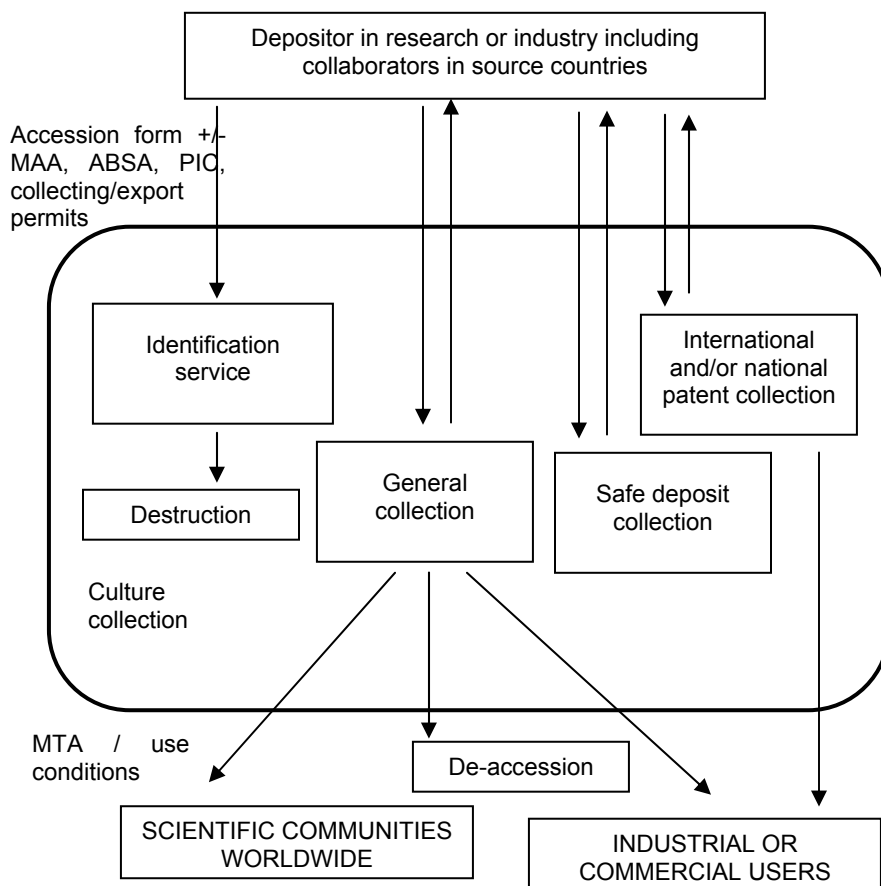 Depositor in research or industry including
collaborators in source countries
Accession form +/-
MAA, ABSA, PIC,
collecting/export
permits
Identification
service
International
and/or national
patent collection
General
collection
Safe deposit
collection
Destruction
Culture
collection
MTA / use
conditions
De-accession
SCIENTIFIC COMMUNITIES
WORLDWIDE
INDUSTRIAL OR
COMMERCIAL USERS